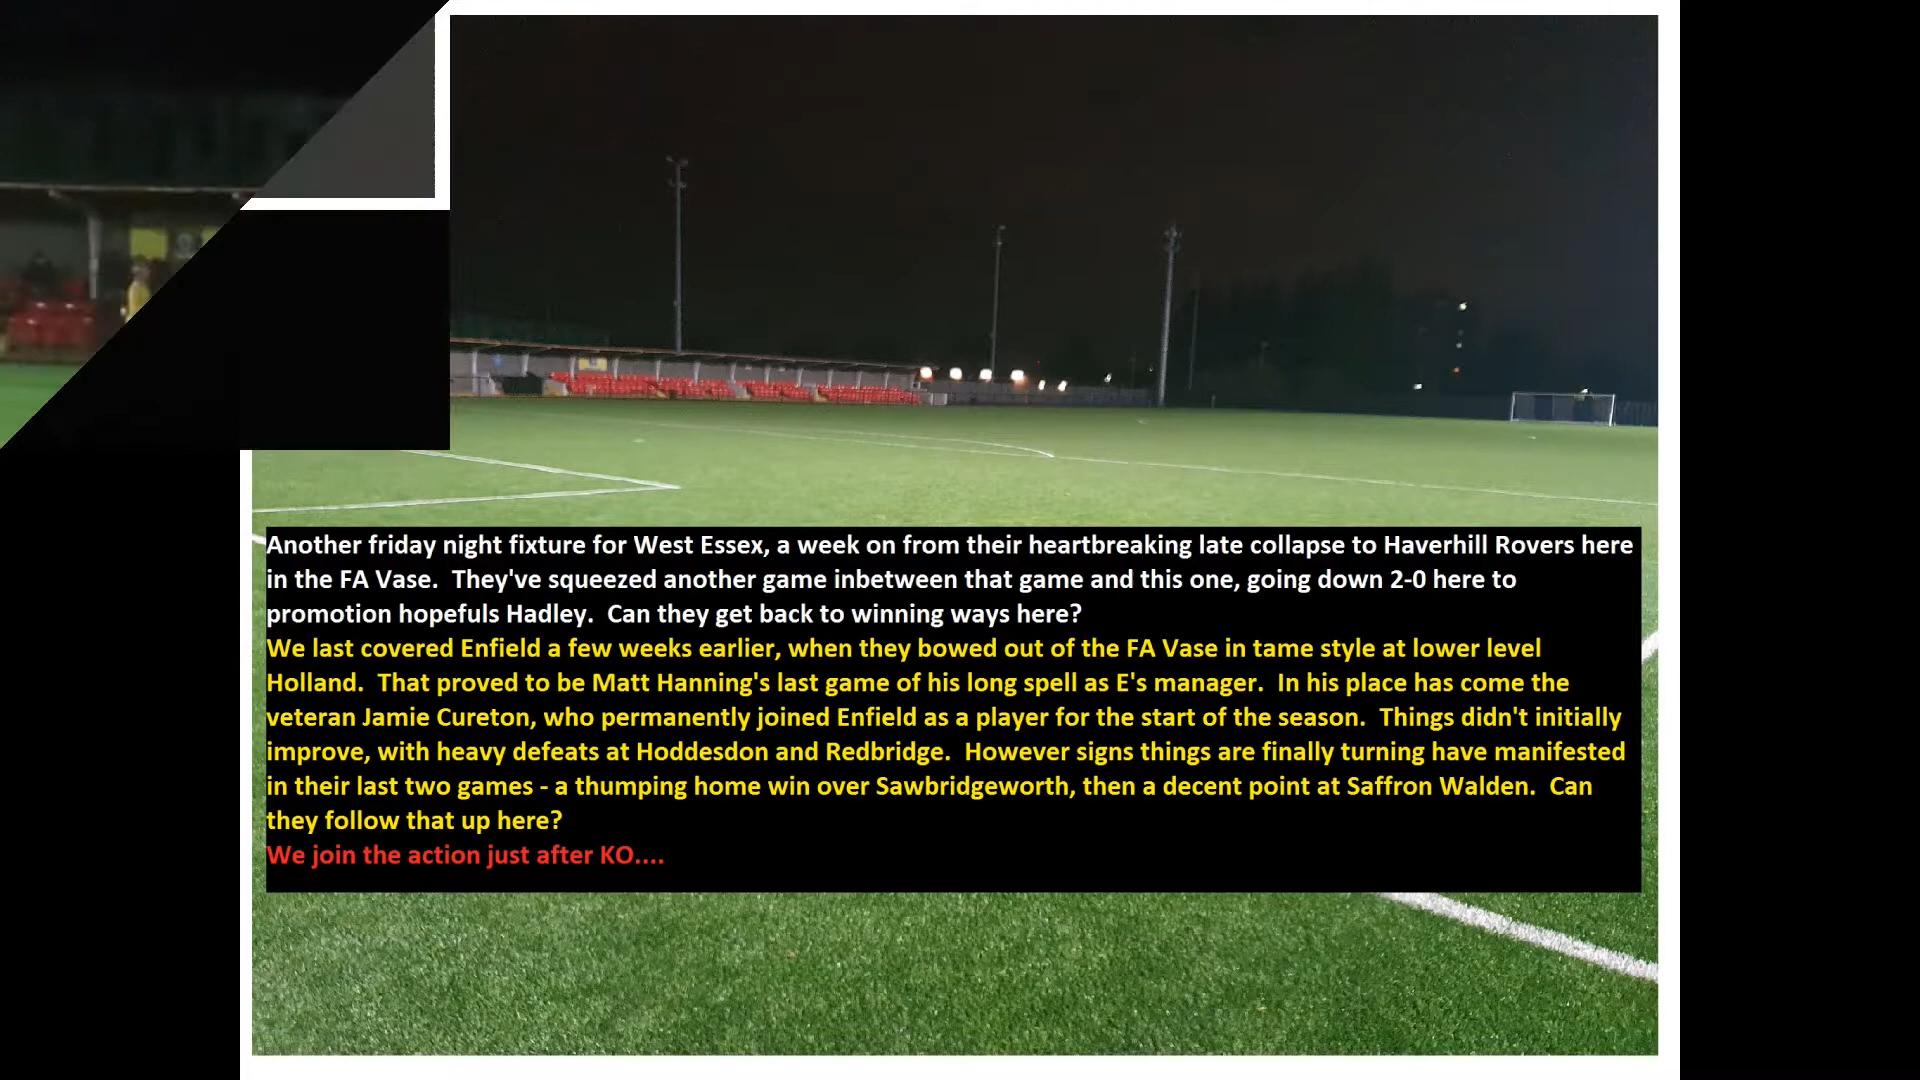 Another friday night fixture for West Essex, a week on from their heartbreaking late collapse to Haverhill Rovers here
in the FA Vase.  They've squeezed another game inbetween that game and this one, going down 2-0 here to
promotion hopefuls Hadley.  Can they get back to winning ways here?
We last covered Enfield a few weeks earlier, when they bowed out of the FA Vase in tame style at lower level
Holland.  That proved to be Matt Hanning's last game of his long spell as E's manager.  In his place has come the
veteran Jamie Cureton, who permanently joined Enfield as a player for the start of the season.  Things didn't initially
improve, with heavy defeats at Hoddesdon and Redbridge.  However signs things are finally turning have manifested
in their last two games - a thumping home win over Sawbridgeworth, then a decent point at Saffron Walden.  Can
they follow that up here?
We join the action just after KO....